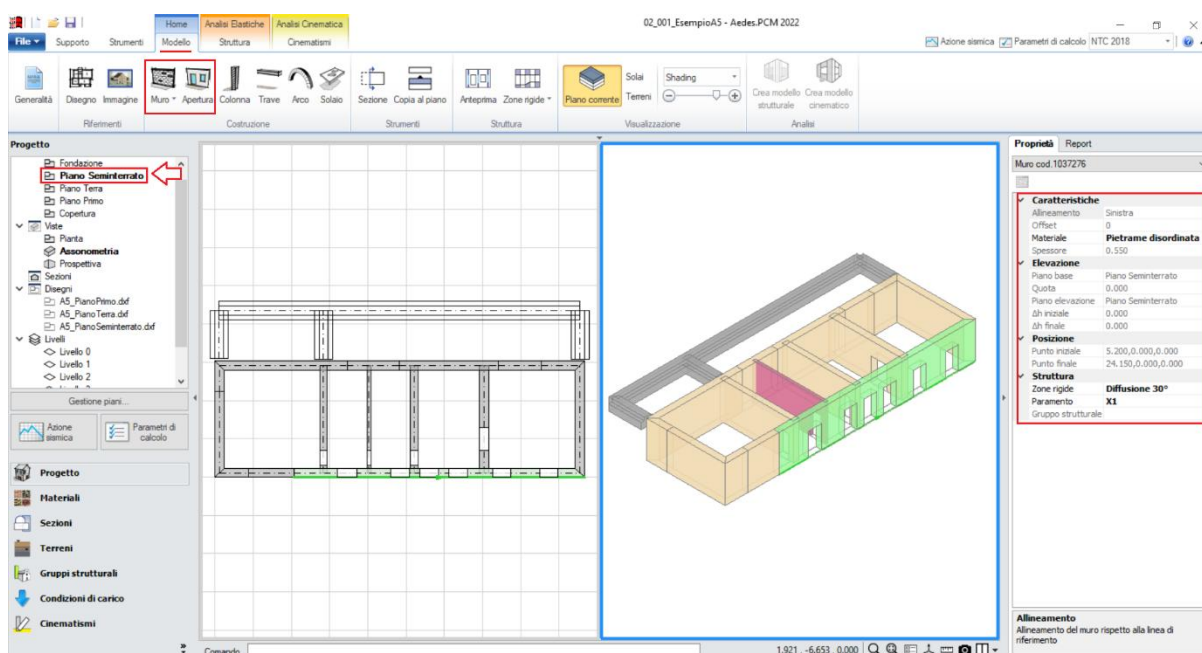 02_001_EsempioA5 - Aedes.PCM 2022
Home Analisi Elastiche Analisi Cinematica
File Supporto Strumenti Modello Struttura Cinematismi
Azione sismica Parametri di calcolo NTC 2018
Generalità Disegno Immagine Muro Apertura Colonna Trave Arco Solaio Sezione Copia al piano Anteprima Zone rigide Piano corrente Solai Terreni Shading Crea modello strutturale Crea modello cinematico
Riferimenti Costruzione Strumenti Struttura Visualizzazione Analisi
Progetto
Fondazione
Piano Seminterrato
Piano Terra
Piano Primo
Copertura
Viste
Pianta
Assonometria
Prospettiva
Sezioni
Disegni
A5_PianoPrimo.dxf
A5_PianoTerra.dxf
A5_PianoSeminterrato.dxf
Livelli
Livello 0
Livello 1
Livello 2
Gestione piani...
Azione sismica
Parametri di calcolo
Progetto
Materiali
Sezioni
Terreni
Gruppi strutturali
Condizioni di carico
Cinematismi
Comando
1.921, -6.653, 0.000
Proprietà Report
Muro cod.1037276
Caratteristiche
Allineamento Sinistra
Offset 0
Materiale Pietrame disordinata
Spessore 0.550
Elevazione
Piano base Piano Seminterrato
Quota 0.000
Piano elevazione Piano Seminterrato
Δh iniziale 0.000
Δh finale 0.000
Posizione
Punto iniziale 5.200,0.000,0.000
Punto finale 24.150,0.000,0.000
Struttura
Zone rigide Diffusione 30°
Paramento X1
Gruppo strutturale
Allineamento
Allineamento del muro rispetto alla linea di
riferimento